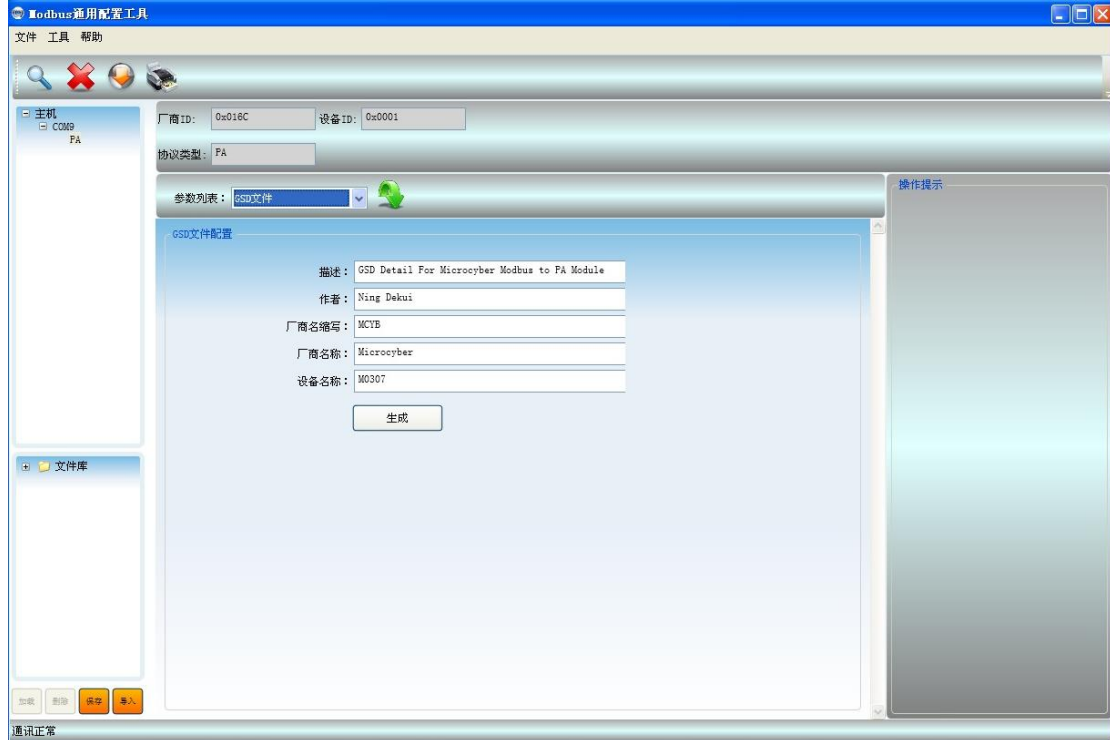 Modbus通用配置工具
文件 工具 帮助
主机
COM9
PA
厂商ID: 0x016C 设备ID: 0x0001
协议类型: PA
参数列表: GSD文件
操作提示
GSD文件配置
描述: GSD Detail For Microcyber Modbus to PA Module
作者: Ning Dekui
厂商名缩写: MCYB
厂商名称: Microcyber
设备名称: M0307
生成
文件库
加载 删除 保存 导入
通讯正常